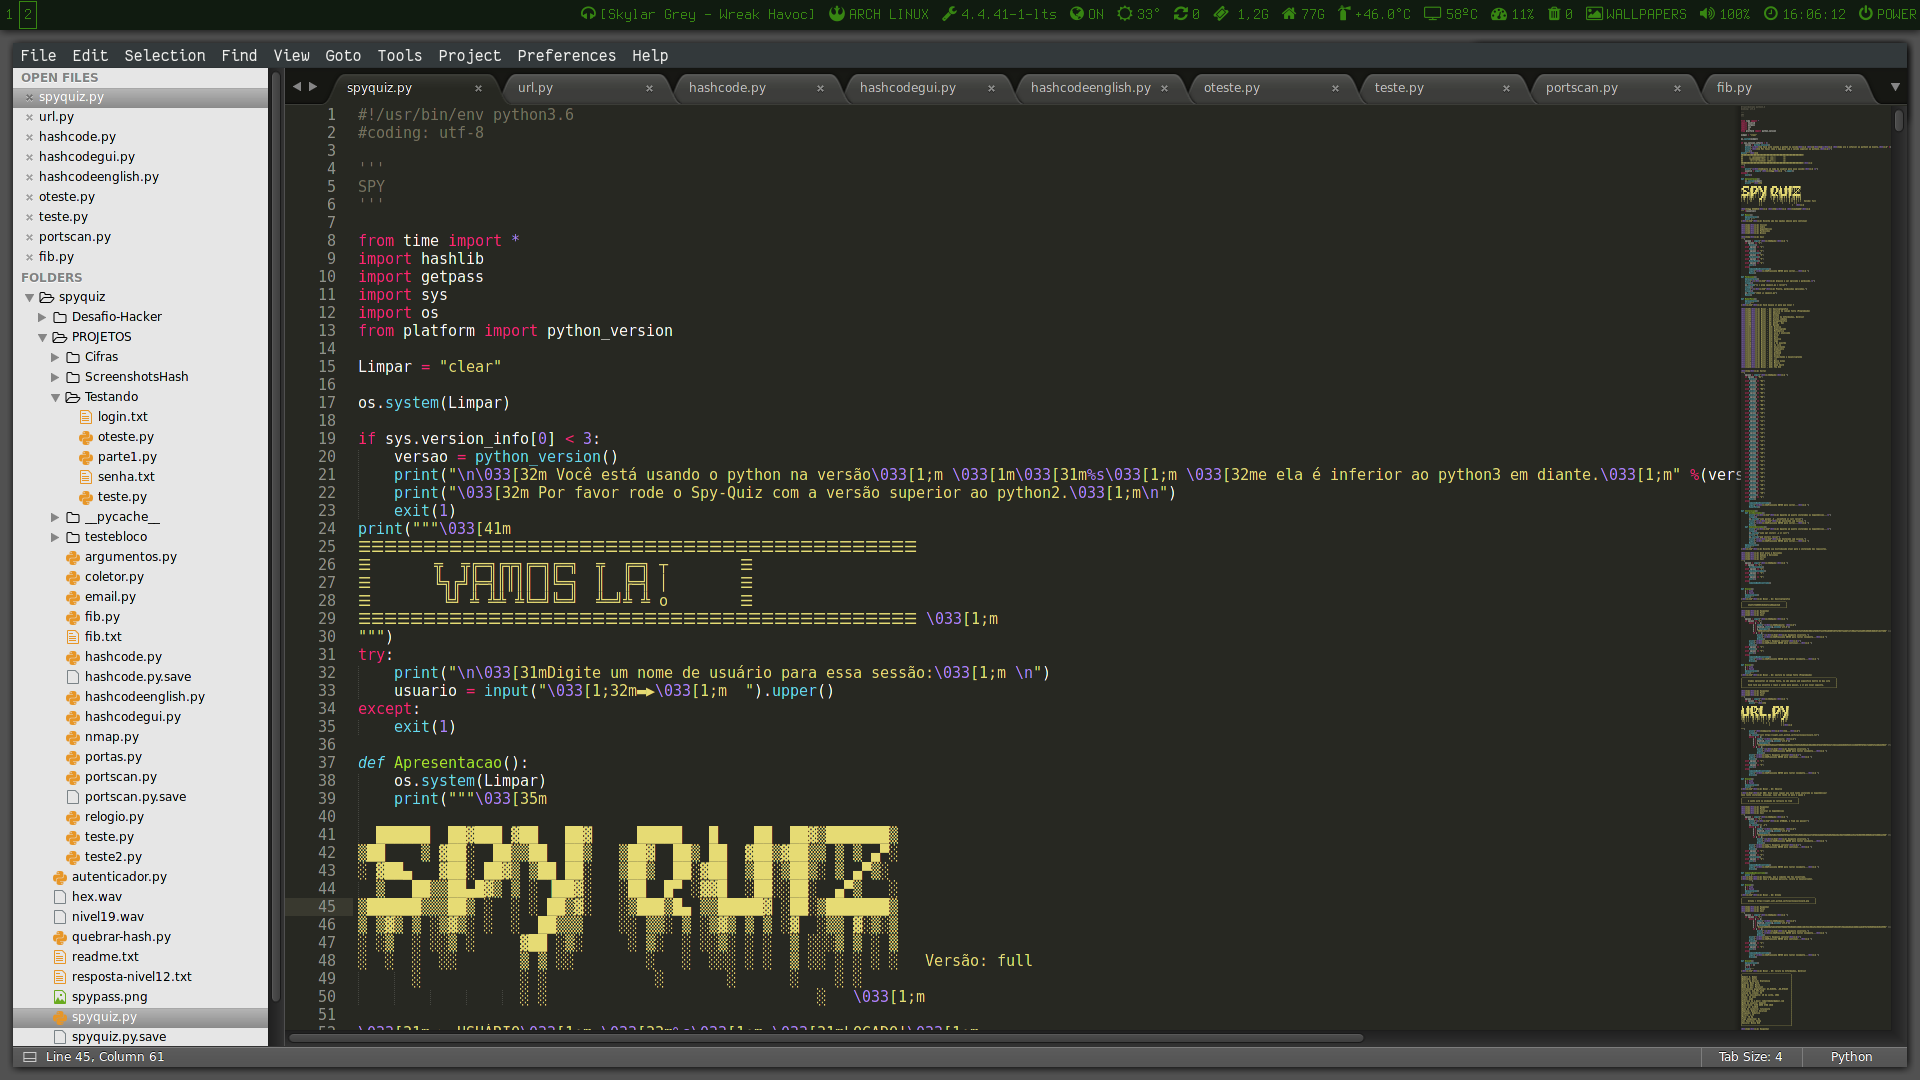 1 2 [Skylar Grey - Wreak Havoc] ARCH LINUX 4.4.41-1-lts ON 33° 0 1,2G 77G +46.0°C 58ºC 11% 0 WALLPAPERS 100% 16:06:12 POWER
File Edit Selection Find View Goto Tools Project Preferences Help
OPEN FILES
spyquiz.py
url.py
hashcode.py
hashcodegui.py
hashcodeenglish.py
oteste.py
teste.py
portscan.py
fib.py
FOLDERS
spyquiz
Desafio-Hacker
PROJETOS
Cifras
ScreenshotsHash
Testando
login.txt
oteste.py
parte1.py
senha.txt
teste.py
__pycache__
testebloco
argumentos.py
coletor.py
email.py
fib.py
fib.txt
hashcode.py
hashcode.py.save
hashcodeenglish.py
hashcodegui.py
nmap.py
portas.py
portscan.py
portscan.py.save
relogio.py
teste.py
teste2.py
autenticador.py
hex.wav
nivel19.wav
quebrar-hash.py
readme.txt
resposta-nivel12.txt
spypass.png
spyquiz.py
spyquiz.py.save
spyquiz.py url.py hashcode.py hashcodegui.py hashcodeenglish.py oteste.py teste.py portscan.py fib.py
1 #!/usr/bin/env python3.6
2 #coding: utf-8
3
4 '''
5 SPY
6 '''
7
8 from time import *
9 import hashlib
10 import getpass
11 import sys
12 import os
13 from platform import python_version
14
15 Limpar = "clear"
16
17 os.system(Limpar)
18
19 if sys.version_info[0] < 3:
20     versao = python_version()
21     print("\n\033[32m Você está usando o python na versão\033[1;m \033[1m\033[31m%s\033[1;m \033[32me ela é inferior ao python3 em diante.\033[1;m" %(vers
22     print("\033[32m Por favor rode o Spy-Quiz com a versão superior ao python2.\033[1;m\n")
23     exit(1)
24 print("""\033[41m
25
26 VAMOS LA!
27
28
29 \033[1;m
30 """)
31 try:
32     print("\n\033[31mDigite um nome de usuário para essa sessão:\033[1;m \n")
33     usuario = input("\033[1;32m➨\033[1;m  ").upper()
34 except:
35     exit(1)
36
37 def Apresentacao():
38     os.system(Limpar)
39     print("""\033[35m
40
41
42
43 SPY QUIZ
44
45
46
47
48 Versão: full
49
50 \033[1;m
51
SPY QUIZ
URL.PY
Line 45, Column 61 Tab Size: 4 Python